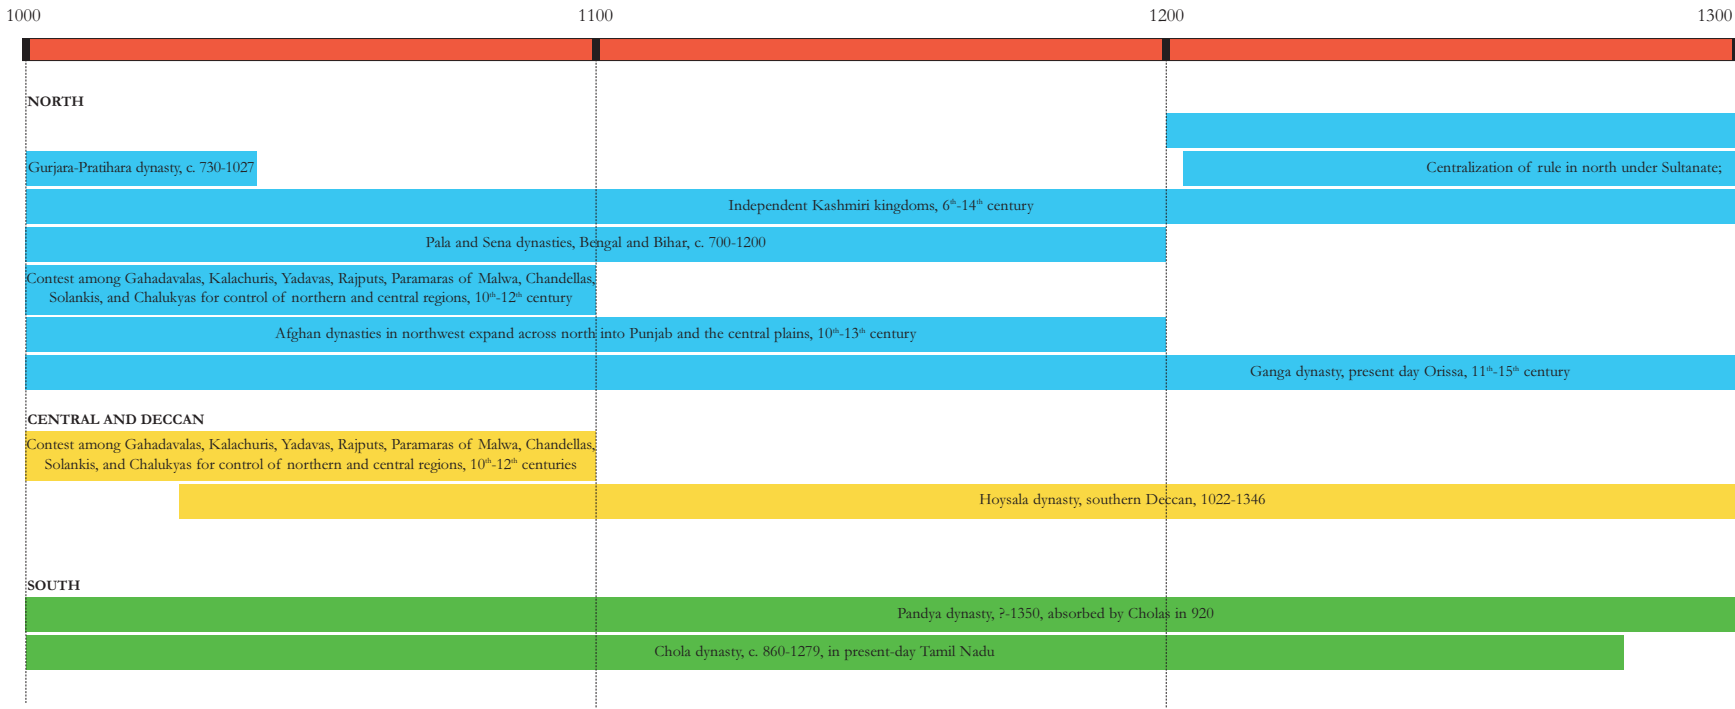 1000 1100 1200 1300
NORTH
Gurjara-Pratihara dynasty, c. 730-1027
Centralization of rule in north under Sultanate;
Independent Kashmiri kingdoms, 6th-14th century
Pala and Sena dynasties, Bengal and Bihar, c. 700-1200
Contest among Gahadavalas, Kalachuris, Yadavas, Rajputs, Paramaras of Malwa, Chandellas,
Solankis, and Chalukyas for control of northern and central regions, 10th-12th century
Afghan dynasties in northwest expand across north into Punjab and the central plains, 10th-13th century
Ganga dynasty, present day Orissa, 11th-15th century
CENTRAL AND DECCAN
Contest among Gahadavalas, Kalachuris, Yadavas, Rajputs, Paramaras of Malwa, Chandellas,
Solankis, and Chalukyas for control of northern and central regions, 10th-12th centuries
Hoysala dynasty, southern Deccan, 1022-1346
SOUTH
Pandya dynasty, ?-1350, absorbed by Cholas in 920
Chola dynasty, c. 860-1279, in present-day Tamil Nadu